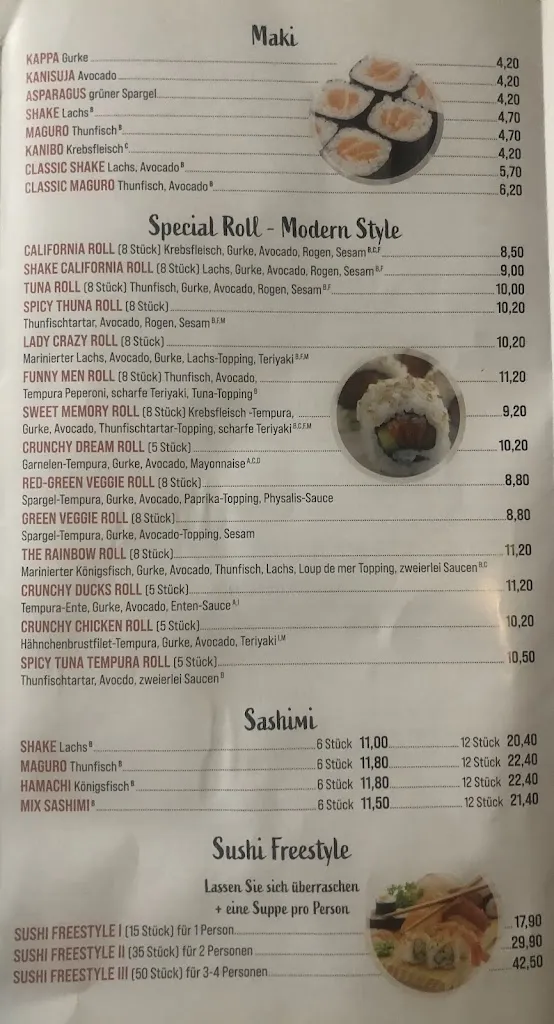 Maki
KAPPA Gurke 4,20
KANISUJA Avocado 4,20
ASPARAGUS grüner Spargel 4,20
SHAKE Lachs B 4,70
MAGURO Thunfisch B 4,70
KANIBO Krebsfleisch C 4,20
CLASSIC SHAKE Lachs, Avocado B 5,70
CLASSIC MAGURO Thunfisch, Avocado B 6,20
Special Roll - Modern Style
CALIFORNIA ROLL (8 Stück) Krebsfleisch, Gurke, Avocado, Rogen, Sesam B,C,F 8,50
SHAKE CALIFORNIA ROLL (8 Stück) Lachs, Gurke, Avocado, Rogen, Sesam B,F 9,00
TUNA ROLL (8 Stück) Thunfisch, Gurke, Avocado, Rogen, Sesam B,F 10,00
SPICY THUNA ROLL (8 Stück) 10,20
Thunfischtartar, Avocado, Rogen, Sesam B,F,M
LADY CRAZY ROLL (8 Stück) 10,20
Marinierter Lachs, Avocado, Gurke, Lachs-Topping, Teriyaki B,F,M
FUNNY MEN ROLL (8 Stück) Thunfisch, Avocado, 11,20
Tempura Peperoni, scharfe Teriyaki, Tuna-Topping B
SWEET MEMORY ROLL (8 Stück) Krebsfleisch -Tempura, 9,20
Gurke, Avocado, Thunfischtartar-Topping, scharfe Teriyaki B,C,F,M
CRUNCHY DREAM ROLL (5 Stück) 10,20
Garnelen-Tempura, Gurke, Avocado, Mayonnaise A,C,D
RED-GREEN VEGGIE ROLL (8 Stück) 8,80
Spargel-Tempura, Gurke, Avocado, Paprika-Topping, Physalis-Sauce
GREEN VEGGIE ROLL (8 Stück) 8,80
Spargel-Tempura, Gurke, Avocado-Topping, Sesam
THE RAINBOW ROLL (8 Stück) 11,20
Marinierter Königsfisch, Gurke, Avocado, Thunfisch, Lachs, Loup de mer Topping, zweierlei Saucen B,C
CRUNCHY DUCKS ROLL (5 Stück) 11,20
Tempura-Ente, Gurke, Avocado, Enten-Sauce A,I
CRUNCHY CHICKEN ROLL (5 Stück) 10,20
Hähnchenbrustfilet-Tempura, Gurke, Avocado, Teriyaki I,M
SPICY TUNA TEMPURA ROLL (5 Stück) 10,50
Thunfischtartar, Avocdo, zweierlei Saucen B
Sashimi
SHAKE Lachs B 6 Stück 11,00 12 Stück 20,40
MAGURO Thunfisch B 6 Stück 11,80 12 Stück 22,40
HAMACHI Königsfisch B 6 Stück 11,80 12 Stück 22,40
MIX SASHIMI B 6 Stück 11,50 12 Stück 21,40
Sushi Freestyle
Lassen Sie sich überraschen
+ eine Suppe pro Person
SUSHI FREESTYLE I (15 Stück) für 1 Person 17,90
SUSHI FREESTYLE II (35 Stück) für 2 Personen 29,90
SUSHI FREESTYLE III (50 Stück) für 3-4 Personen 42,50